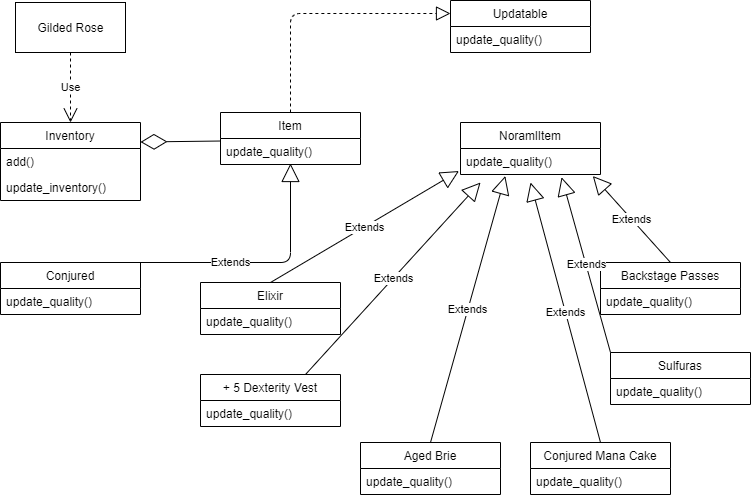 Gilded Rose
Updatable
update_quality()
Use
Inventory
add()
update_inventory()
Item
update_quality()
NoramlItem
update_quality()
Extends
Extends
Extends
Extends
Extends
Extends
Extends
Conjured
update_quality()
Elixir
update_quality()
Backstage Passes
update_quality()
+ 5 Dexterity Vest
update_quality()
Sulfuras
update_quality()
Aged Brie
update_quality()
Conjured Mana Cake
update_quality()